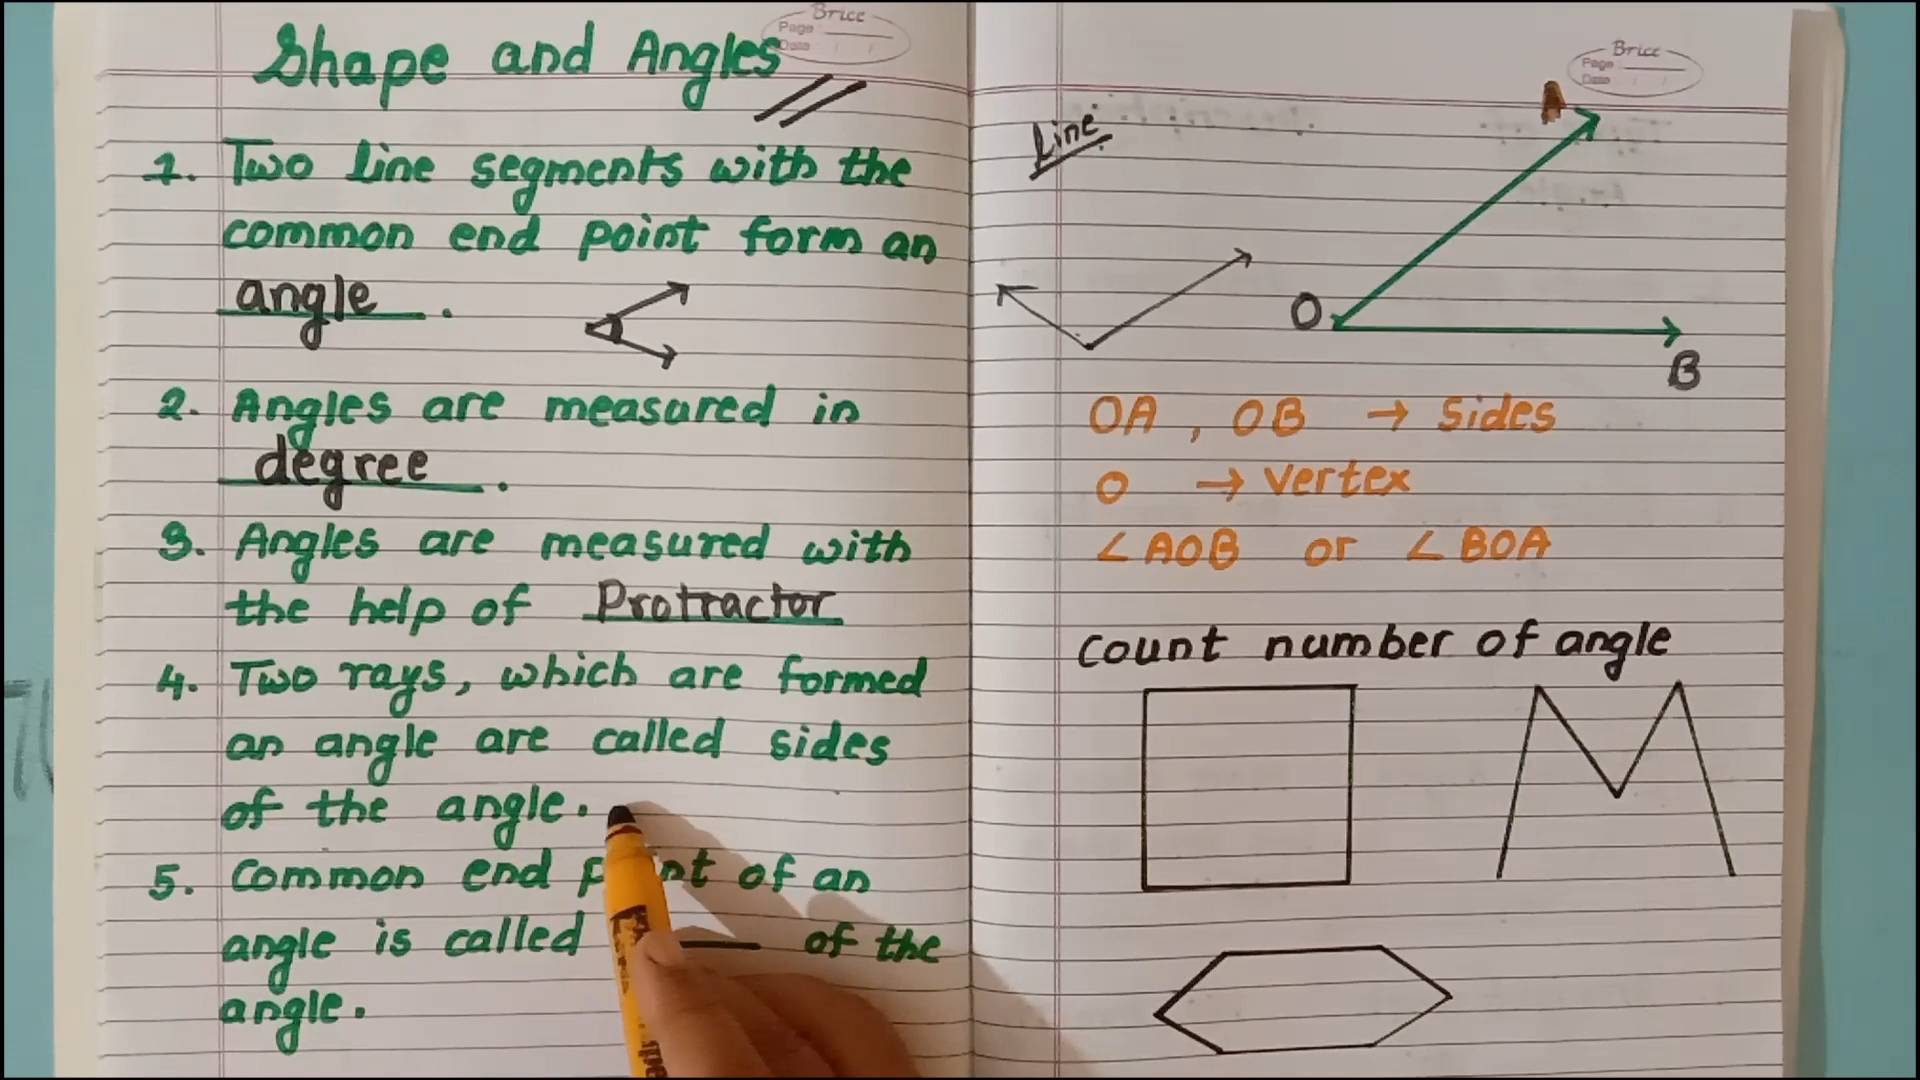 Brice
Page
Date
Shape and Angles
1. Two line segments with the
common end point form an
angle.
2. Angles are measured in
degree.
3. Angles are measured with
the help of Protractor
4. Two rays, which are formed
an angle are called sides
of the angle.
5. Common end point of an
angle is called of the
angle.
Brice
Page
Date
Line
A
O
B
OA, OB → Sides
O → Vertex
∠AOB or ∠BOA
Count number of angle